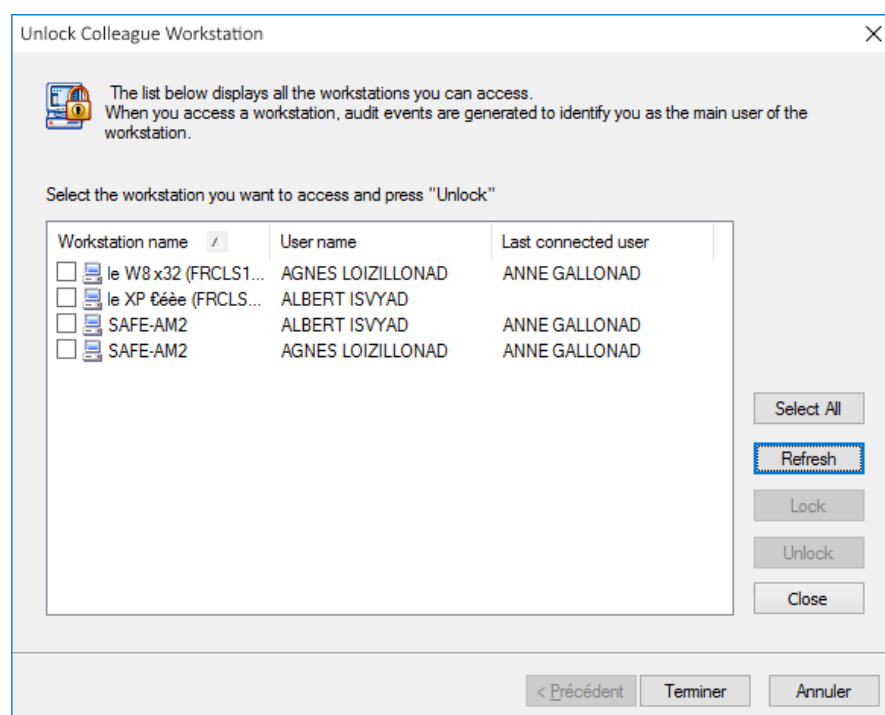 Unlock Colleague Workstation
The list below displays all the workstations you can access.
When you access a workstation, audit events are generated to identify you as the main user of the
workstation.
Select the workstation you want to access and press "Unlock"
Workstation name User name Last connected user
le W8 x32 (FRCLS1... AGNES LOIZILLONAD ANNE GALLONAD
le XP €éèe (FRCLS... ALBERT ISVYAD
SAFE-AM2 ALBERT ISVYAD ANNE GALLONAD
SAFE-AM2 AGNES LOIZILLONAD ANNE GALLONAD
Select All
Refresh
Lock
Unlock
Close
< Précédent Terminer Annuler